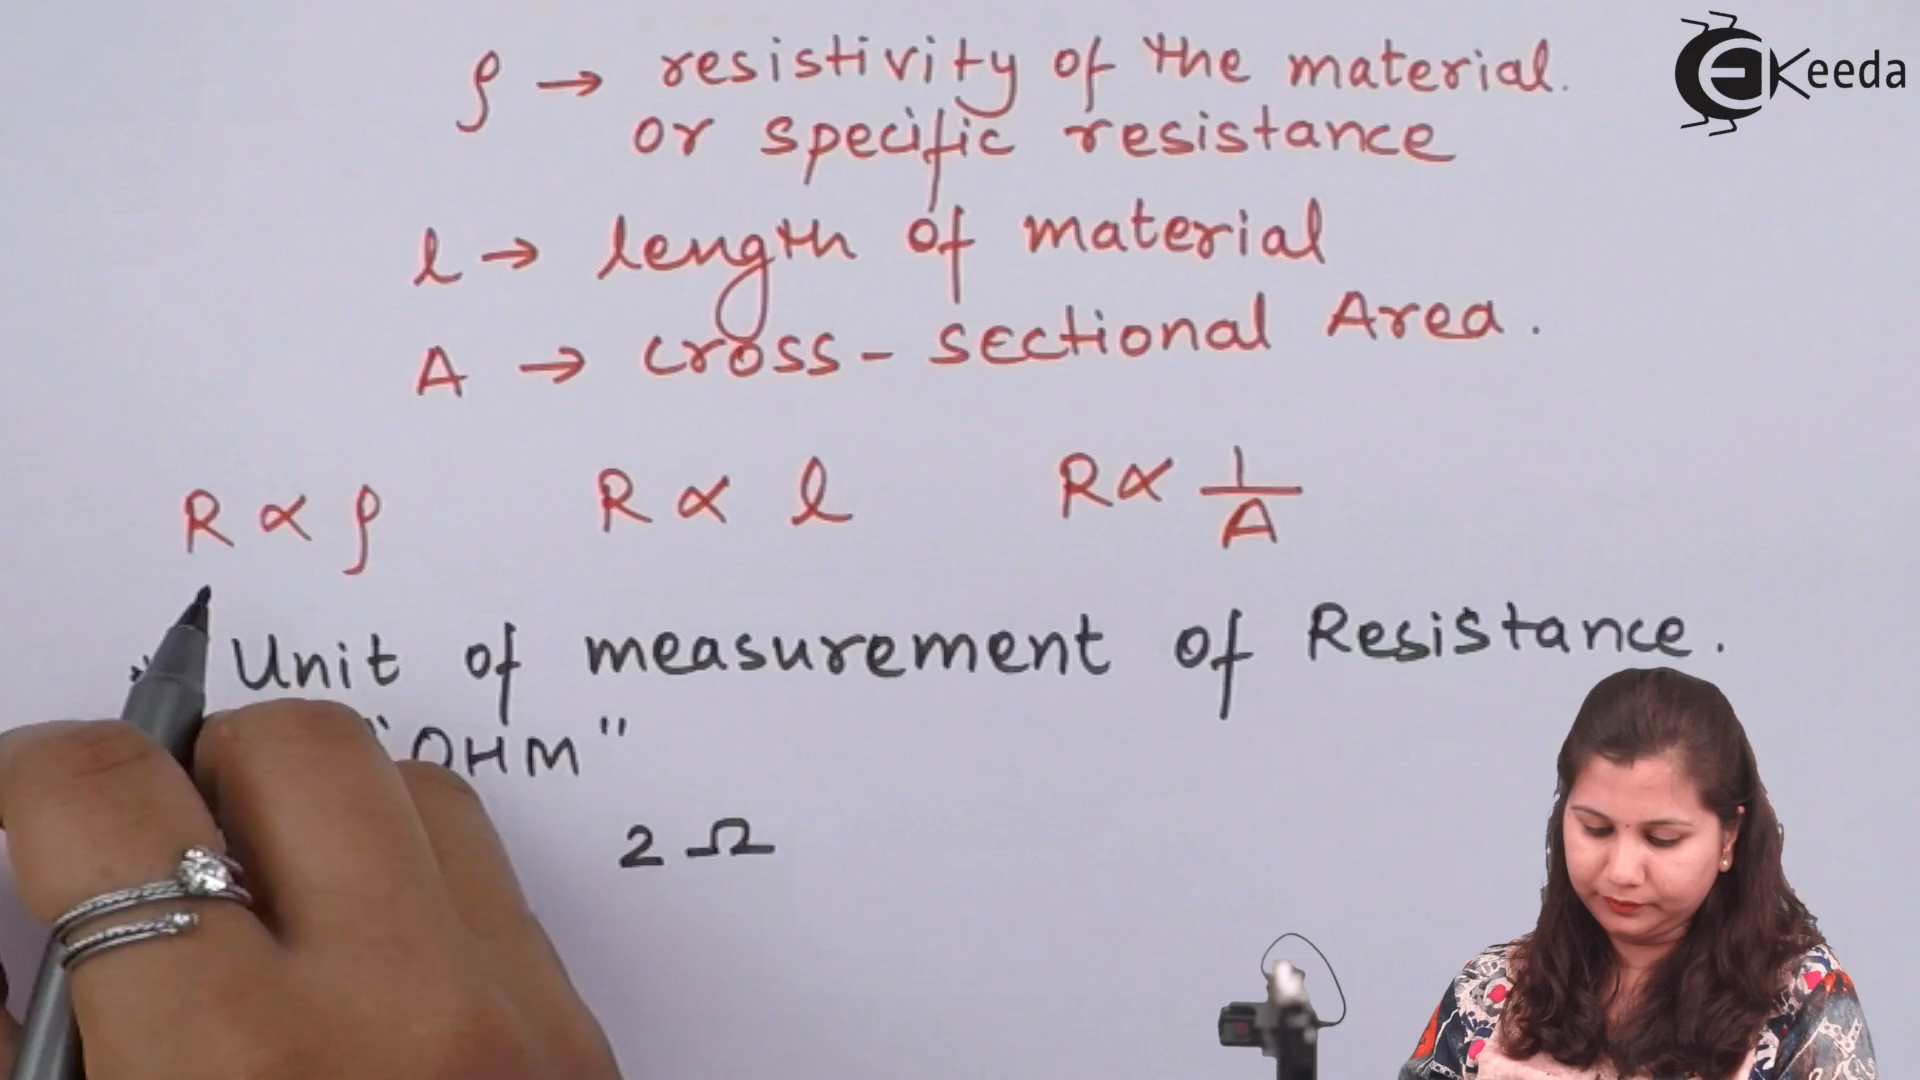 ρ → resistivity of the material.
or specific resistance
l → length of material
A → cross-sectional Area.
R ∝ ρ R ∝ l R ∝ 1/A
Unit of measurement of Resistance.
"OHM"
2 Ω
EKeeda